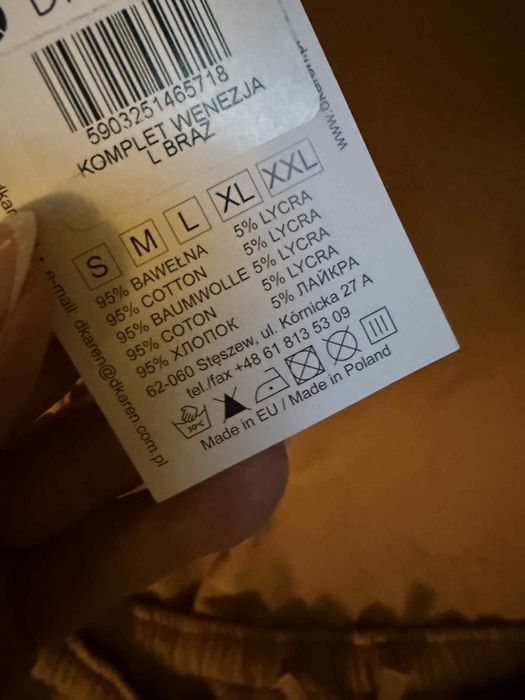 5903251465718
KOMPLET WENEZJA
L BRĄZ
S M L XL XXL
95% BAWEŁNA 5% LYCRA
95% COTTON 5% LYCRA
95% BAUMWOLLE 5% LYCRA
95% COTON 5% LYCRA
95% ХЛОПОК 5% ЛАЙКРА
62-060 Stęszew, ul. Kórnicka 27 A
tel./fax +48 61 813 53 09
30°C
Made in EU / Made in Poland
e-mail: dkaren@dkaren.com.pl
www.dkaren.p